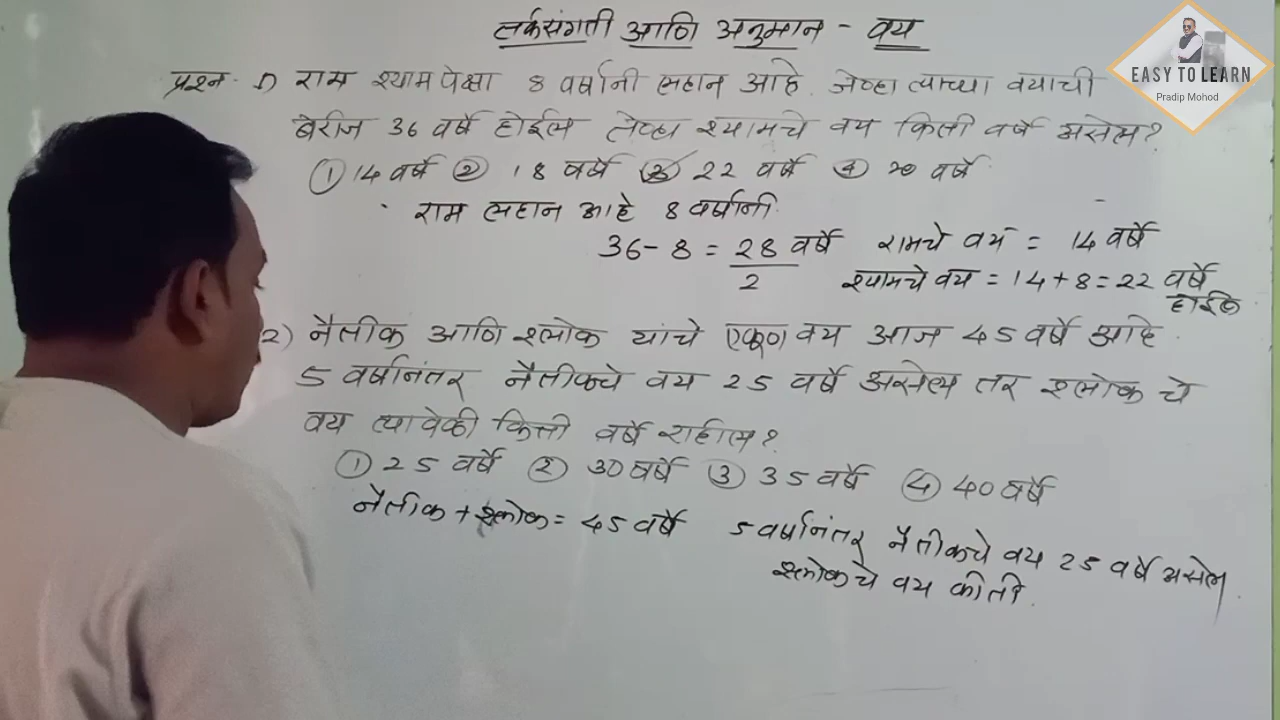 तर्कसंगती आणि अनुमान - वय
प्रश्न. 1) राम श्यामपेक्षा 8 वर्षांनी लहान आहे. जेव्हा त्याच्या वयाची
बेरीज 36 वर्षे होईल तेव्हा श्यामचे वय किती वर्षे असेल?
① 14 वर्षे ② 18 वर्षे ③ 22 वर्षे ④ २० वर्षे
राम लहान आहे 8 वर्षांनी.
36 - 8 = 28 वर्षे रामचे वय = 14 वर्षे
2 श्यामचे वय = 14 + 8 = 22 वर्षे
होईल
2) नैतीक आणि श्लोक यांचे एकूण वय आज 45 वर्षे आहे.
5 वर्षानंतर नैतीकचे वय 25 वर्षे असेल तर श्लोक चे
वय त्यावेळी किती वर्षे राहील?
① 25 वर्षे ② 30 वर्षे ③ 35 वर्षे ④ 40 वर्षे
नैतीक + श्लोक = 45 वर्षे 5 वर्षानंतर नैतीकचे वय 25 वर्षे असेल
श्लोकचे वय कीती.
EASY TO LEARN
Pradip Mohod